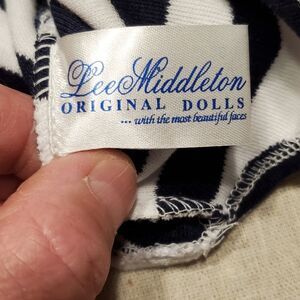 Lee Middleton
ORIGINAL DOLLS
... with the most beautiful faces